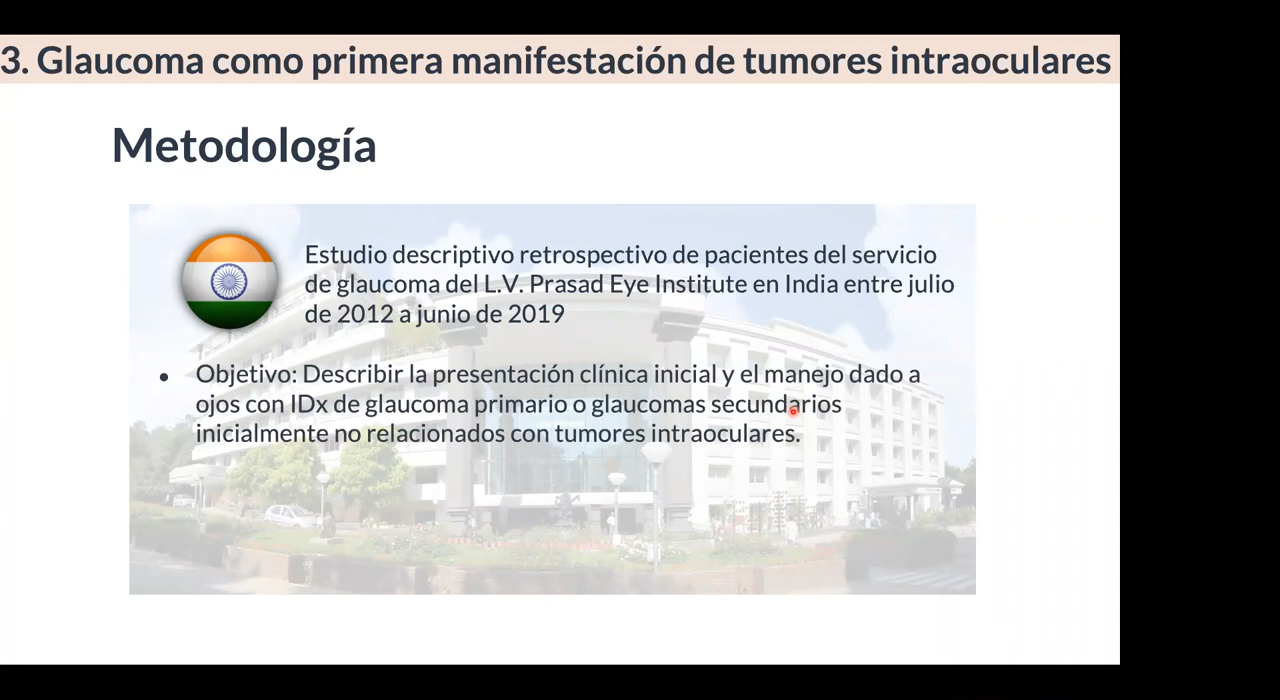 3. Glaucoma como primera manifestación de tumores intraoculares
Metodología
Estudio descriptivo retrospectivo de pacientes del servicio
de glaucoma del L.V. Prasad Eye Institute en India entre julio
de 2012 a junio de 2019
• Objetivo: Describir la presentación clínica inicial y el manejo dado a
ojos con IDx de glaucoma primario o glaucomas secundarios
inicialmente no relacionados con tumores intraoculares.